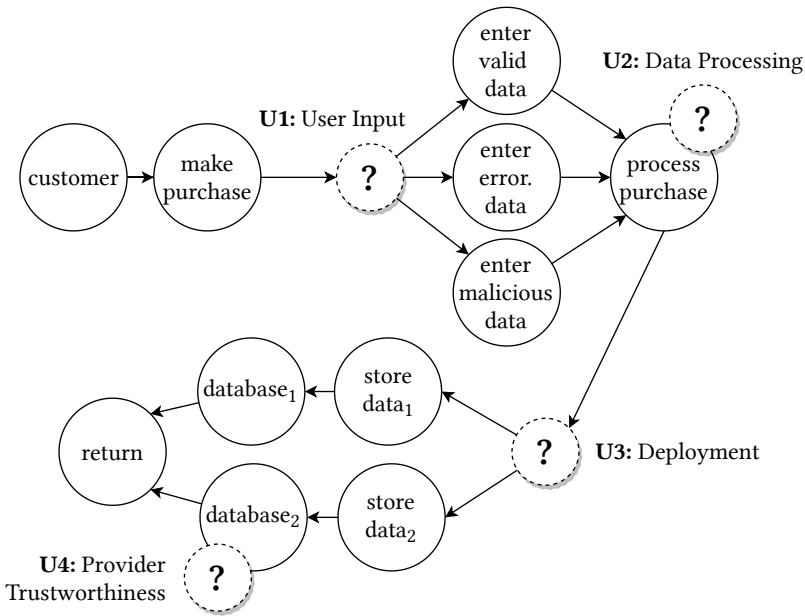 enter
valid
data
U2: Data Processing
?
U1: User Input
customer
make
purchase
?
enter
error.
data
process
purchase
enter
malicious
data
database1
store
data1
return
?
U3: Deployment
database2
store
data2
U4: Provider
Trustworthiness
?